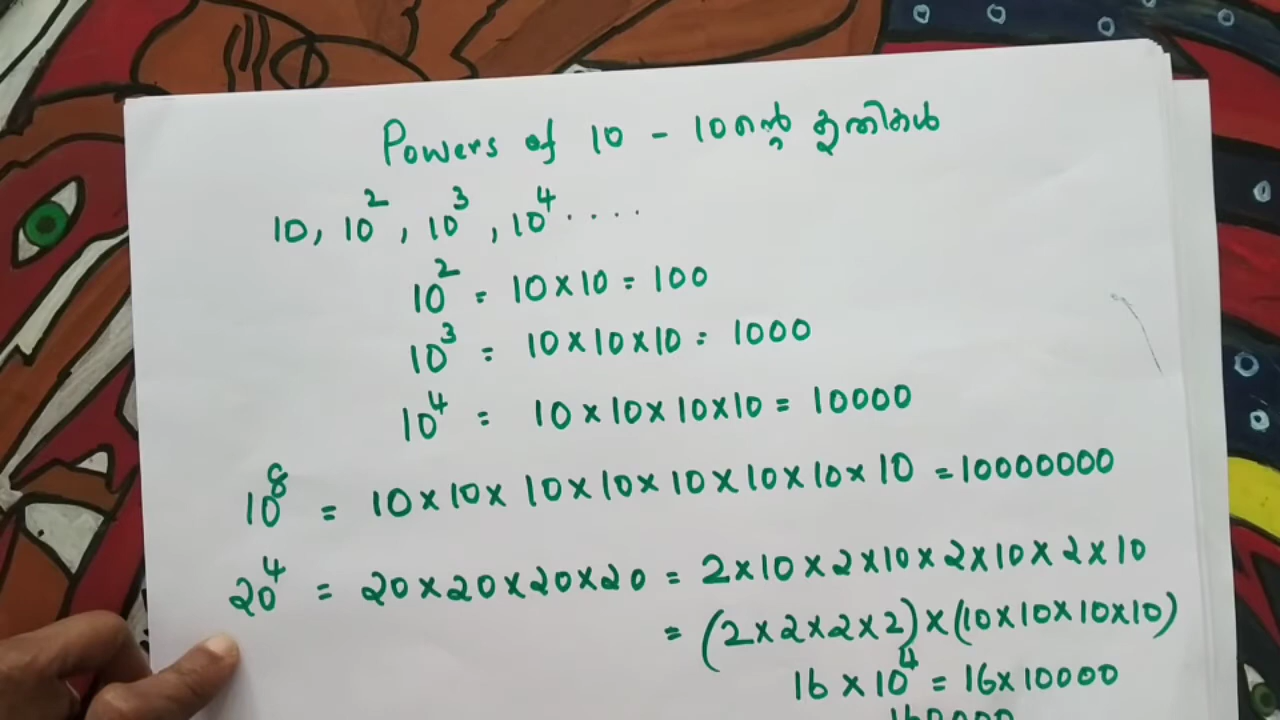 Powers of 10 - 10ന്റെ കൃതികൾ
10, 10², 10³, 10⁴ ....
10² = 10×10 = 100
10³ = 10×10×10 = 1000
10⁴ = 10×10×10×10 = 10000
10⁸ = 10×10×10×10×10×10×10×10 = 10000000
20⁴ = 20×20×20×20 = 2×10×2×10×2×10×2×10
= (2×2×2×2)×(10×10×10×10)
16×10⁴ = 16×10000
160000